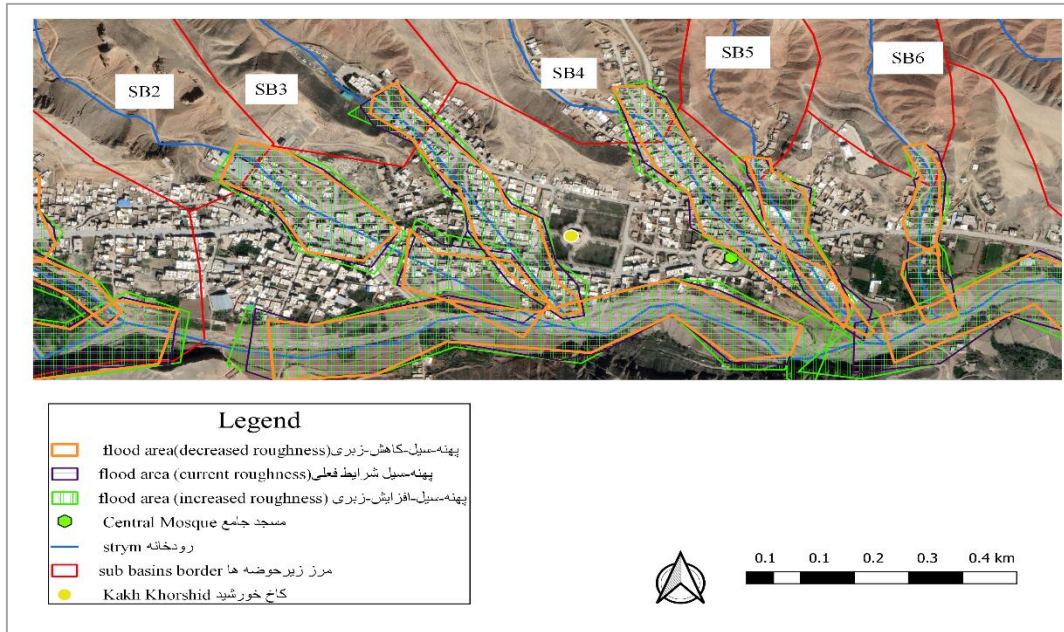 SB2
SB3
SB4
SB5
SB6
Legend
flood area(decreased roughness)پهنه-سیل-کاهش-زبری
flood area (current roughness)پهنه-سیل شرایط فعلی
flood area (increased roughness) پهنه-سیل-افزایش-زبری
Central Mosque مسجد جامع
strym رودخانه
sub basins border مرز زیرحوضه ها
Kakh Khorshid کاخ خورشید
0.1 0.1 0.2 0.3 0.4 km